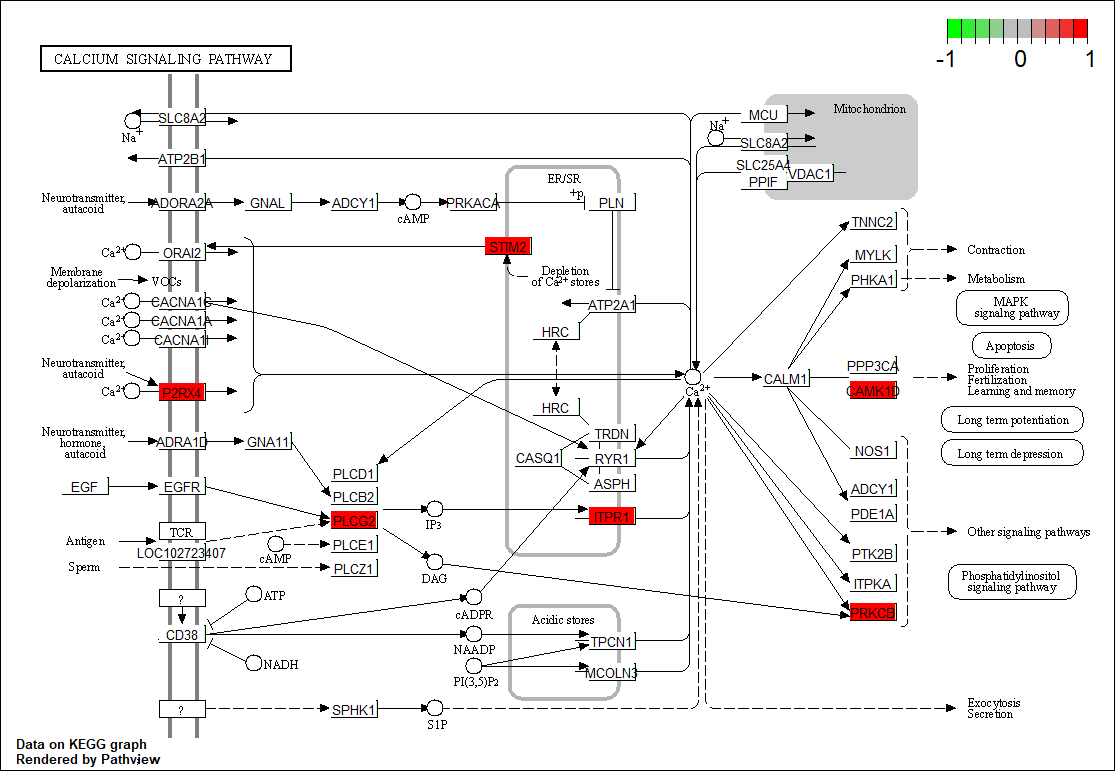 -1 0 1
CALCIUM SIGNALING PATHWAY
SLC8A2
Na+
ATP2B1
Neurotransmitter,
autacoid
ADORA2A
GNAL
ADCY1
cAMP
PRKACA
ER/SR
+p
PLN
MCU
Mitochondrion
Na+
SLC8A2
SLC25A4
VDAC1
PPIF
STIM2
Ca2+
ORAI2
Depletion
of Ca2+ stores
Membrane
depolarization
VOCs
Ca2+
CACNA1C
Ca2+
CACNA1A
Ca2+
CACNA1I
ATP2A1
HRC
HRC
Neurotransmitter,
autacoid
Ca2+
P2RX4
Neurotransmitter,
hormone,
autacoid
ADRA1D
GNA11
TRDN
CASQ1
RYR1
ASPH
EGF
EGFR
PLCD1
PLCB2
PLCG2
PLCE1
PLCZ1
IP3
ITPR1
DAG
Antigen
TCR
LOC102723407
cAMP
Sperm
?
ATP
cADPR
CD38
NAADP
NADH
PI(3,5)P2
Acidic stores
TPCN1
MCOLN3
?
SPHK1
S1P
Ca2+
CALM1
TNNC2
MYLK
PHKA1
Contraction
Metabolism
MAPK
signaling pathway
Apoptosis
PPP3CA
CAMK1D
Proliferation
Fertilization
Learning and memory
Long term potentiation
Long term depression
NOS1
ADCY1
PDE1A
PTK2B
ITPKA
PRKCB
Other signaling pathways
Phosphatidylinositol
signaling pathway
Exocytosis
Secretion
Data on KEGG graph
Rendered by Pathview